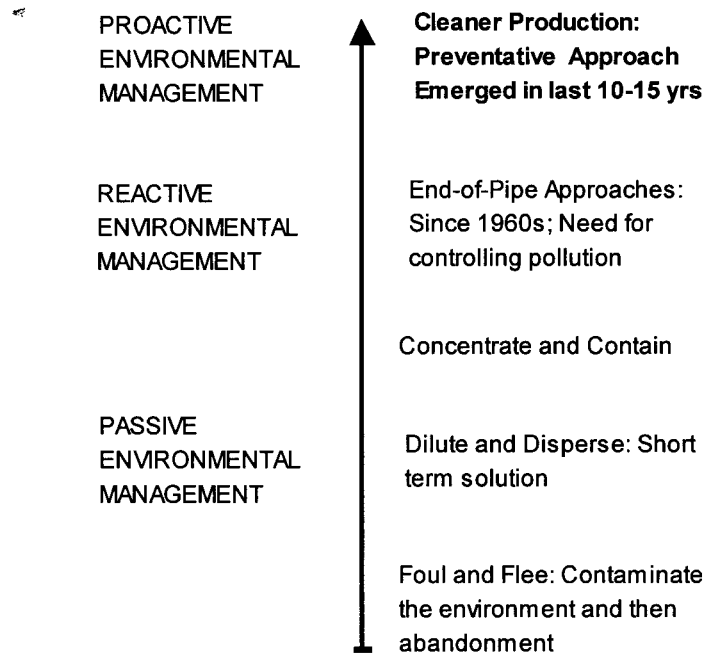 PROACTIVE
ENVIRONMENTAL
MANAGEMENT
Cleaner Production:
Preventative Approach
Emerged in last 10-15 yrs
REACTIVE
ENVIRONMENTAL
MANAGEMENT
End-of-Pipe Approaches:
Since 1960s; Need for
controlling pollution
Concentrate and Contain
PASSIVE
ENVIRONMENTAL
MANAGEMENT
Dilute and Disperse: Short
term solution
Foul and Flee: Contaminate
the environment and then
abandonment